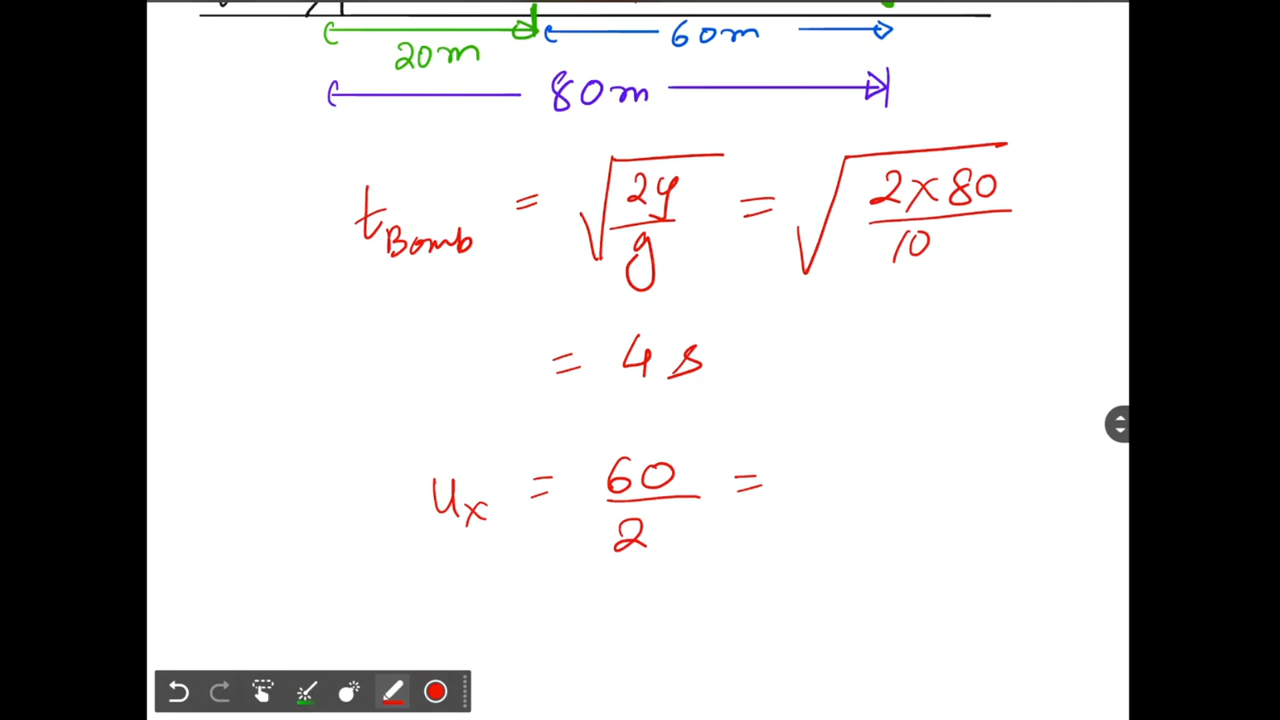 20m 60m
80m
t_Bomb = √(2y/g) = √(2×80/10)
= 4 s
u_x = 60/2 =